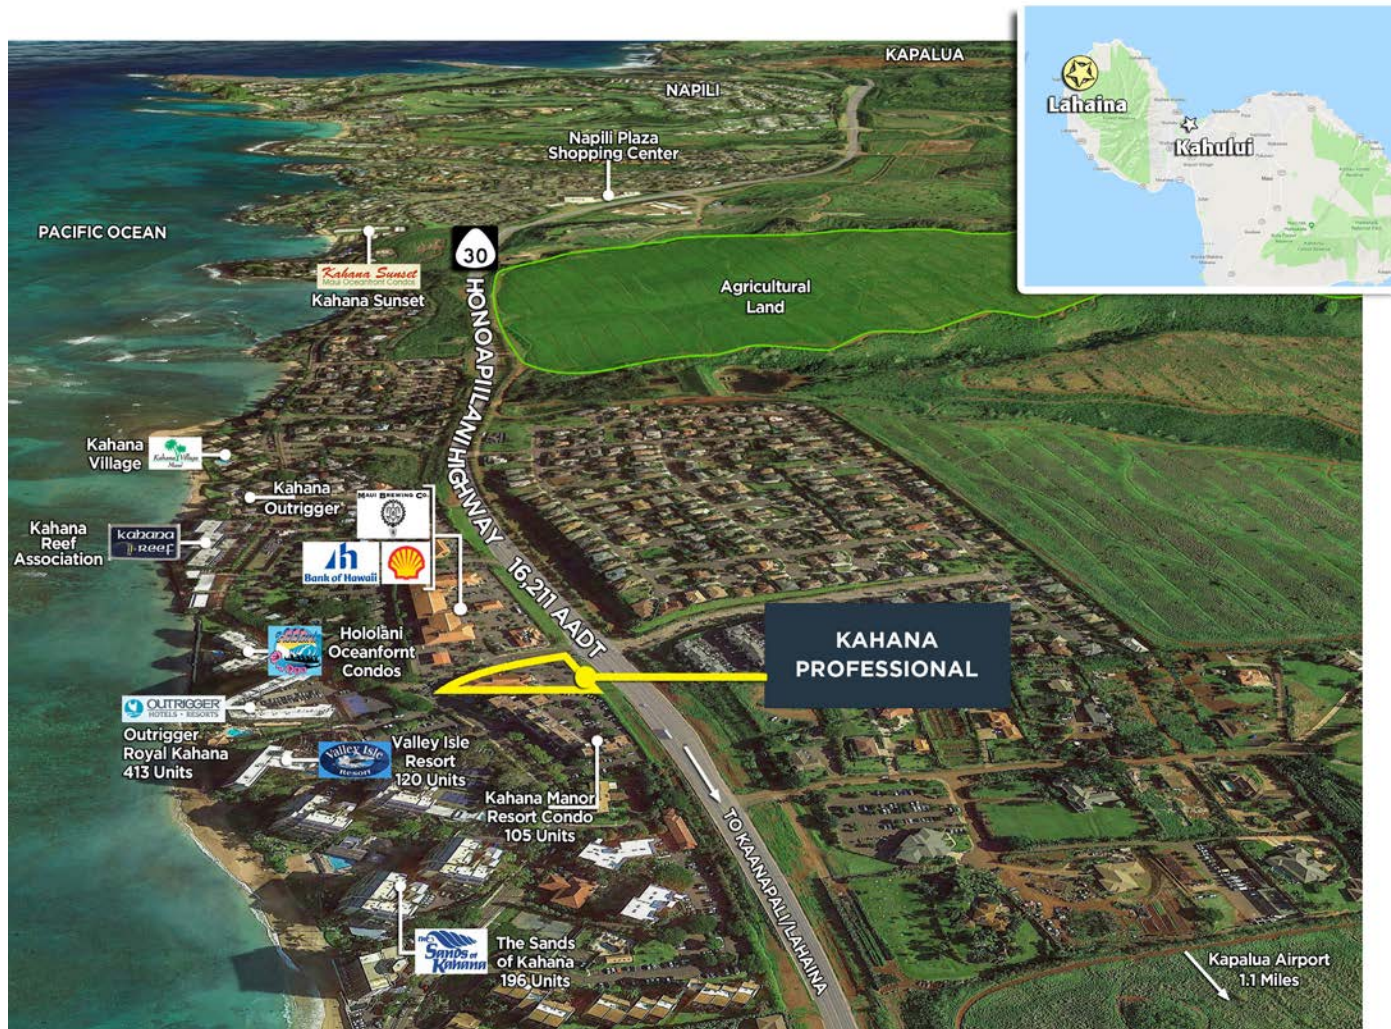 KAPALUA
NAPILI
Napili Plaza
Shopping Center
Lahaina
Kahului
PACIFIC OCEAN
30
Kahana Sunset
Maui Oceanfront Condos
Kahana Sunset
Agricultural
Land
HONOAPIILANI HIGHWAY 16,211 AADT
Kahana
Village
Kahana Village
Maui
Kahana
Outrigger
MAUI BREWING CO.
Kahana
Reef
Association
kahana
REEF
Bank of Hawaii
KAHANA
PROFESSIONAL
Hololani
Oceanfornt
Condos
OUTRIGGER
HOTELS • RESORTS
Outrigger
Royal Kahana
413 Units
Valley Isle
RESORT
Valley Isle
Resort
120 Units
Kahana Manor
Resort Condo
105 Units
TO KAANAPALI/LAHAINA
THE
Sands of
Kahana
The Sands
of Kahana
196 Units
Kapalua Airport
1.1 Miles